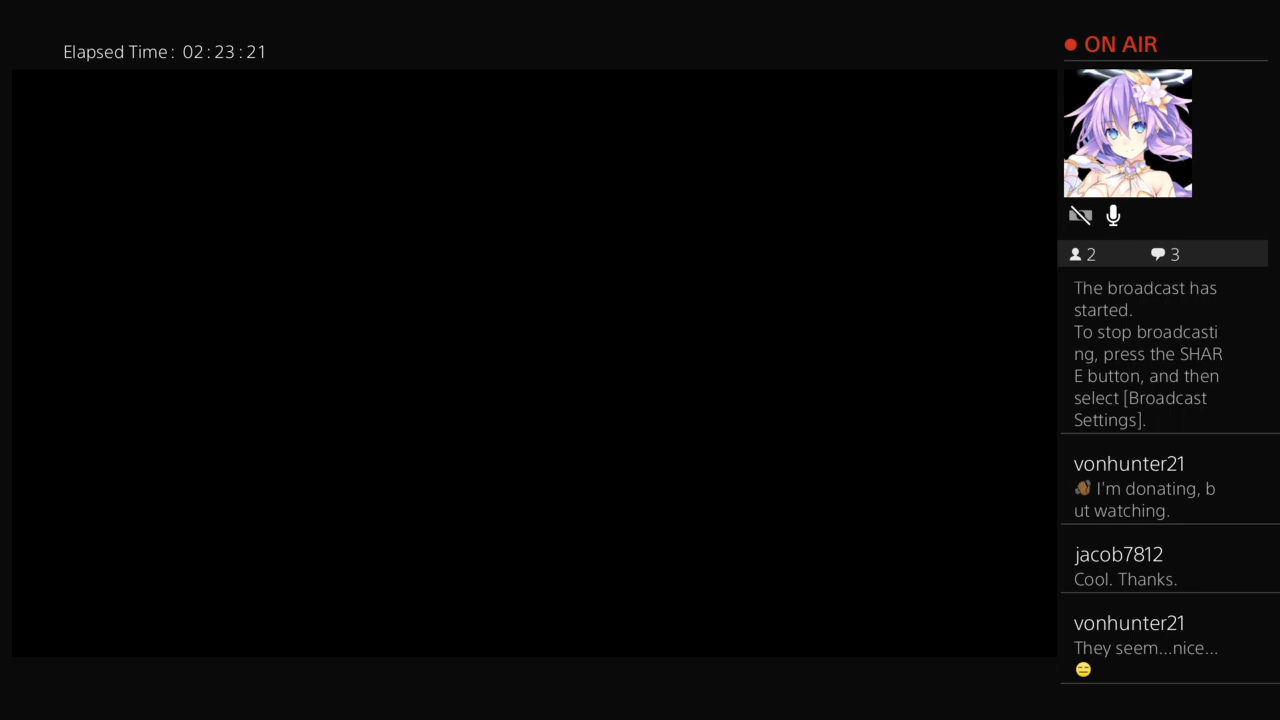 Elapsed Time: 02:23:21
ON AIR
2 3
The broadcast has
started.
To stop broadcasti
ng, press the SHAR
E button, and then
select [Broadcast
Settings].
vonhunter21
👋🏾 I'm donating, b
ut watching.
jacob7812
Cool. Thanks.
vonhunter21
They seem...nice...
😑